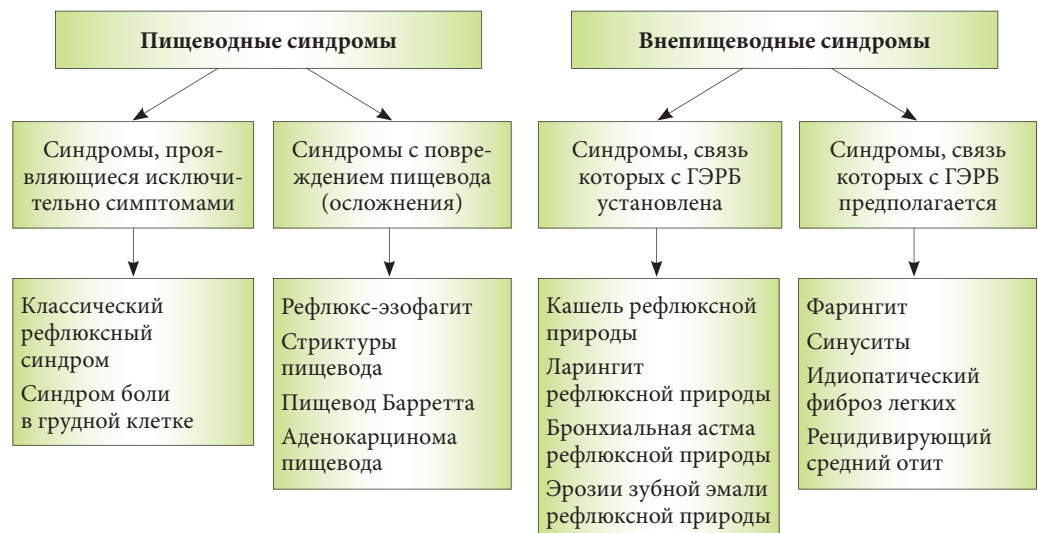 Пищеводные синдромы
Внепищеводные синдромы
Синдромы, проя-
вляющиеся исключи-
тельно симптомами
Синдромы с повре-
ждением пищевода
(осложнения)
Синдромы, связь
которых с ГЭРБ
установлена
Синдромы, связь
которых с ГЭРБ
предполагается
Классический
рефлюксный
синдром
Синдром боли
в грудной клетке
Рефлюкс-эзофагит
Стриктуры
пищевода
Пищевод Барретта
Аденокарцинома
пищевода
Кашель рефлюксной
природы
Ларингит
рефлюксной природы
Бронхиальная астма
рефлюксной природы
Эрозии зубной эмали
рефлюксной природы
Фарингит
Синуситы
Идиопатический
фиброз легких
Рецидивирующий
средний отит